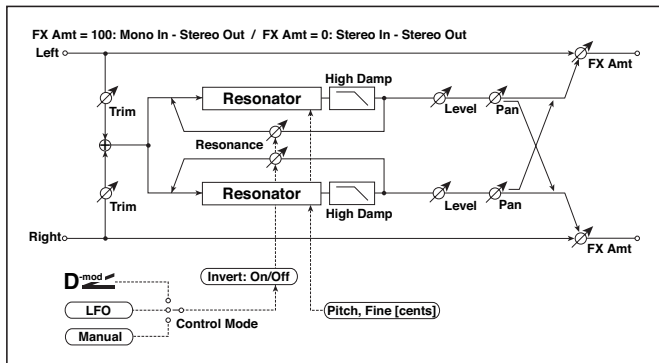 FX Amt = 100: Mono In - Stereo Out / FX Amt = 0: Stereo In - Stereo Out
Left
FX Amt
High Damp
Resonator
Trim
Level
Pan
Resonance
Resonator
Trim
High Damp
Level
Pan
Right
FX Amt
D-mod
Invert: On/Off
LFO
Control Mode
Pitch, Fine [cents]
Manual